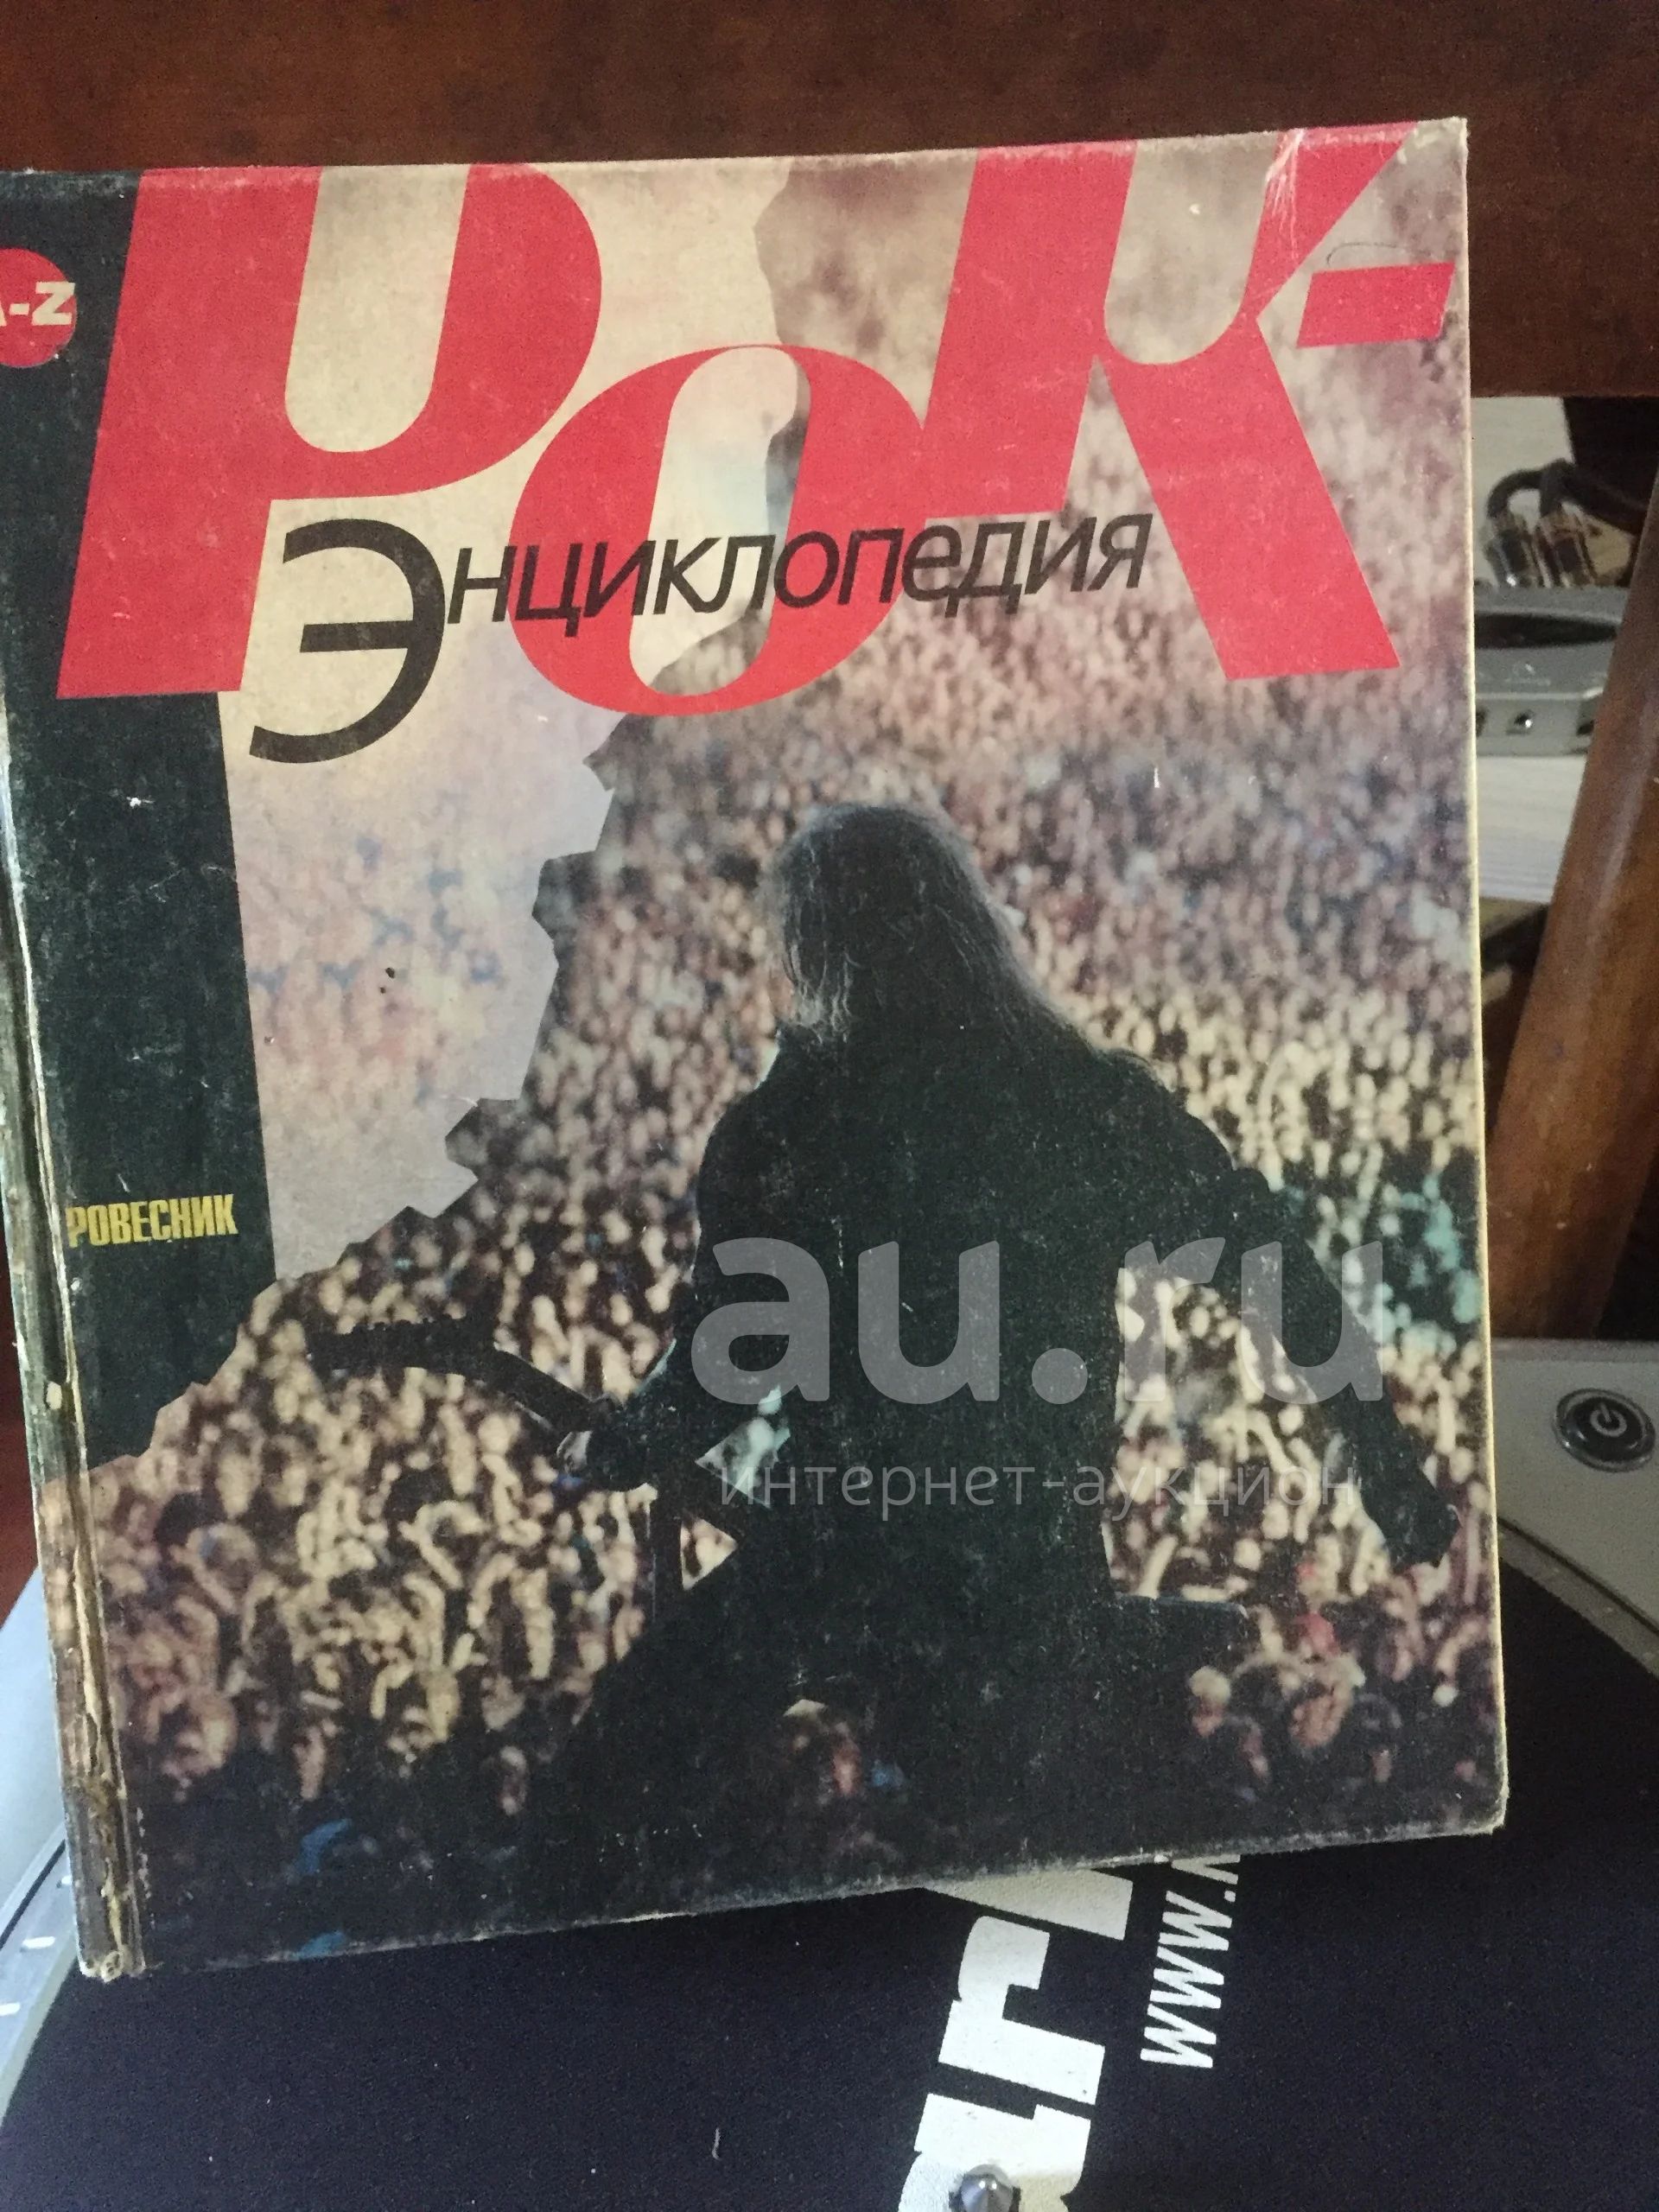 Рок-
Энциклопедия
A-Z
РОВЕСНИК
au.ru
интернет-аукцион
www.